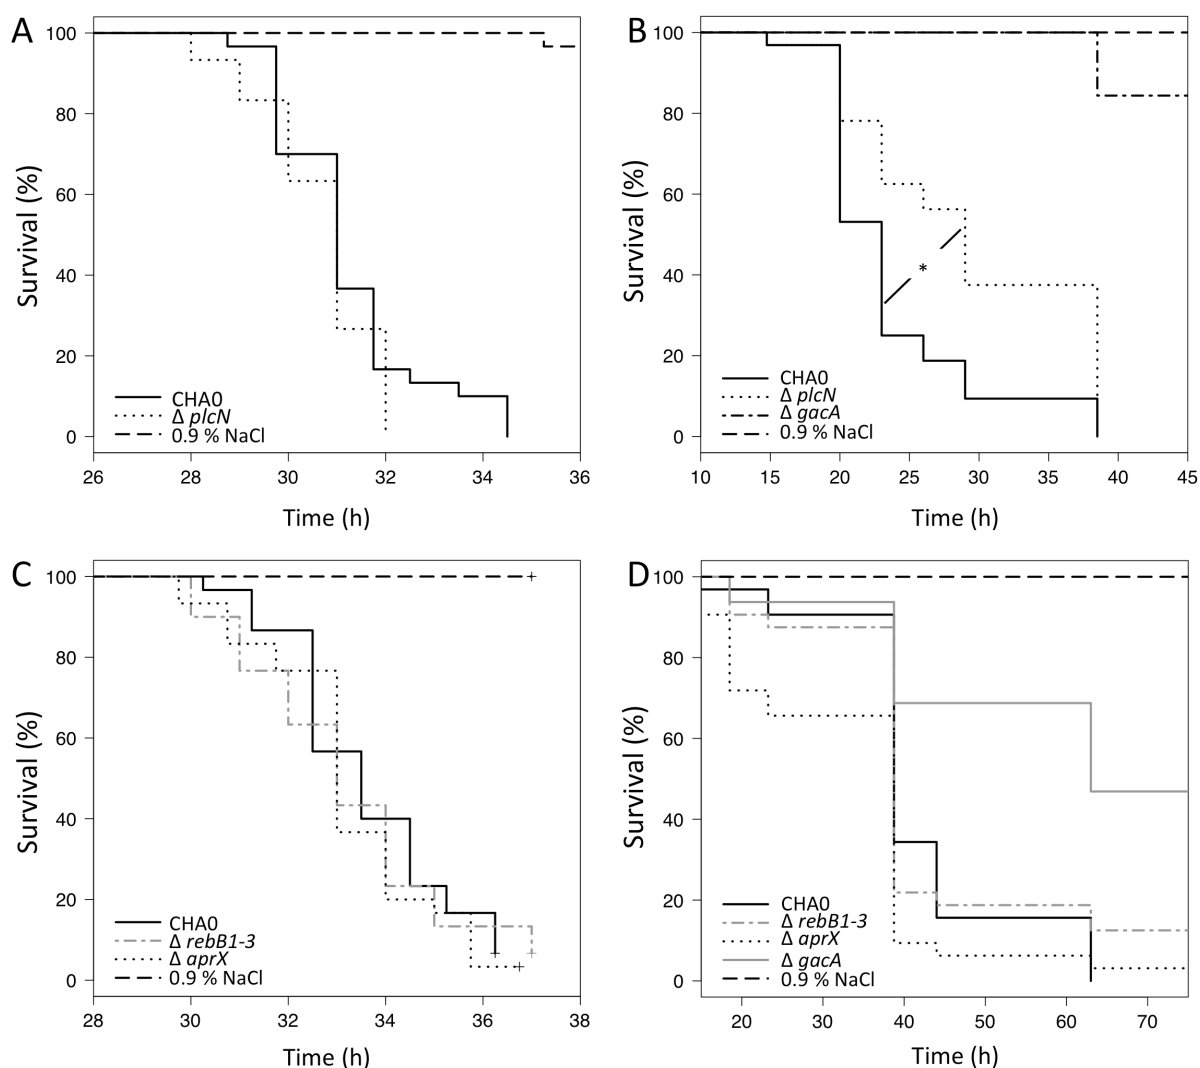 A
100
80
60
40
20
0
Survival (%)
CHA0
Δ plcN
0.9 % NaCl
26 28 30 32 34 36
Time (h)
B
100
80
60
40
20
0
Survival (%)
*
CHA0
Δ plcN
Δ gacA
0.9 % NaCl
10 15 20 25 30 35 40 45
Time (h)
C
100
80
60
40
20
0
Survival (%)
CHA0
Δ rebB1-3
Δ aprX
0.9 % NaCl
28 30 32 34 36 38
Time (h)
D
100
80
60
40
20
0
Survival (%)
CHA0
Δ rebB1-3
Δ aprX
Δ gacA
0.9 % NaCl
20 30 40 50 60 70
Time (h)